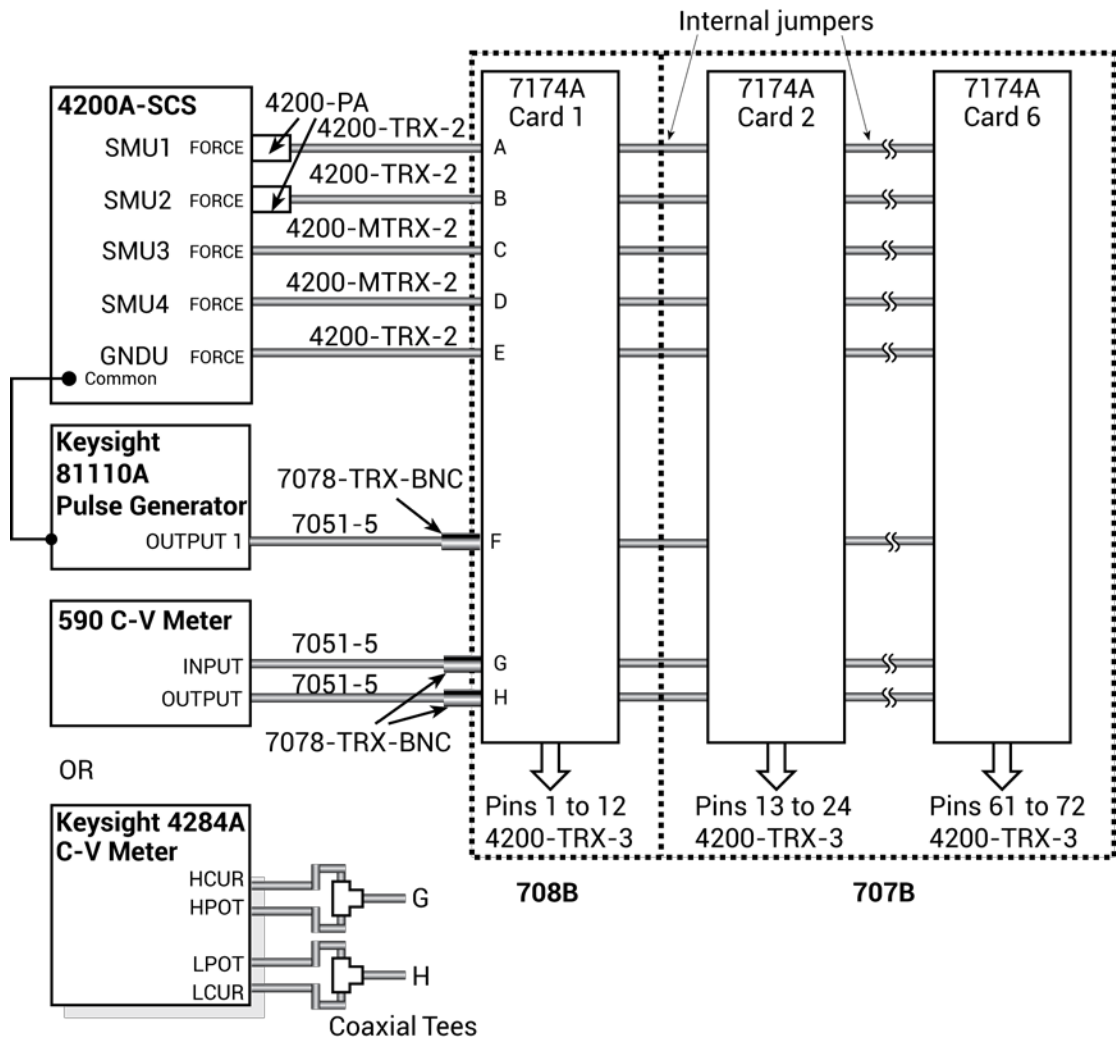 Internal jumpers
4200A-SCS
4200-PA
4200-TRX-2
SMU1 FORCE
4200-TRX-2
SMU2 FORCE
4200-MTRX-2
SMU3 FORCE
4200-MTRX-2
SMU4 FORCE
4200-TRX-2
GNDU FORCE
Common
7174A
Card 1
7174A
Card 2
7174A
Card 6
A
B
C
D
E
Keysight
81110A
Pulse Generator
OUTPUT 1
7078-TRX-BNC
7051-5
F
590 C-V Meter
INPUT
OUTPUT
7051-5
7051-5
G
H
7078-TRX-BNC
Pins 1 to 12
4200-TRX-3
Pins 13 to 24
4200-TRX-3
Pins 61 to 72
4200-TRX-3
708B
707B
OR
Keysight 4284A
C-V Meter
HCUR
HPOT
G
LPOT
LCUR
H
Coaxial Tees